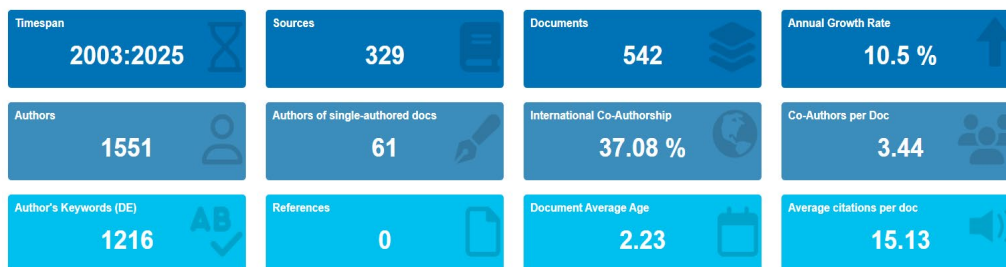 Timespan
2003:2025
Sources
329
Documents
542
Annual Growth Rate
10.5 %
Authors
1551
Authors of single-authored docs
61
International Co-Authorship
37.08 %
Co-Authors per Doc
3.44
Author's Keywords (DE)
1216
AB
References
0
Document Average Age
2.23
Average citations per doc
15.13